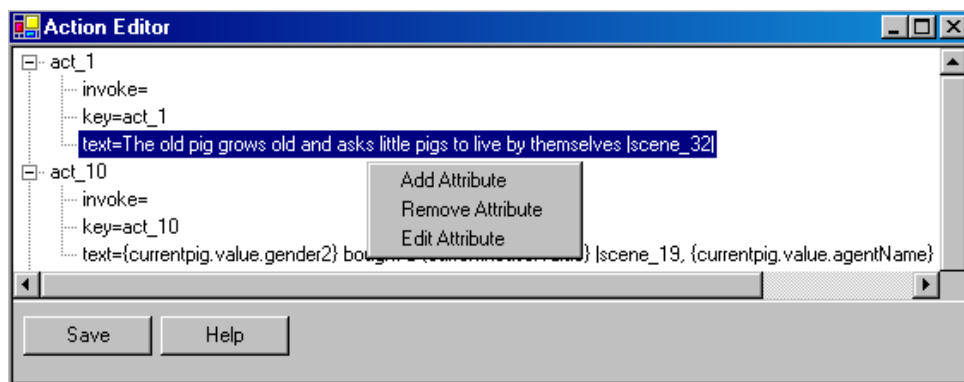 Action Editor
act_1
invoke=
key=act_1
text=The old pig grows old and asks little pigs to live by themselves |scene_32|
act_10
Add Attribute
invoke=
Remove Attribute
key=act_10
Edit Attribute
text={currentpig.value.gender2} value} |scene_19, {currentpig.value.agentName}
Save Help